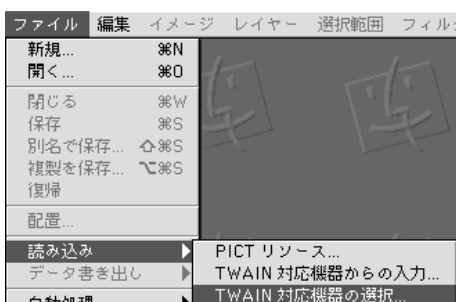 ファイル 編集 イメージ レイヤー 選択範囲 フィル
新規... ⌘N
開く... ⌘O
閉じる ⌘W
保存 ⌘S
別名で保存... ⇧⌘S
複製を保存... ⌥⌘S
復帰
配置...
読み込み
データ書き出し
自動処理
PICT リソース...
TWAIN 対応機器からの入力...
TWAIN 対応機器の選択...